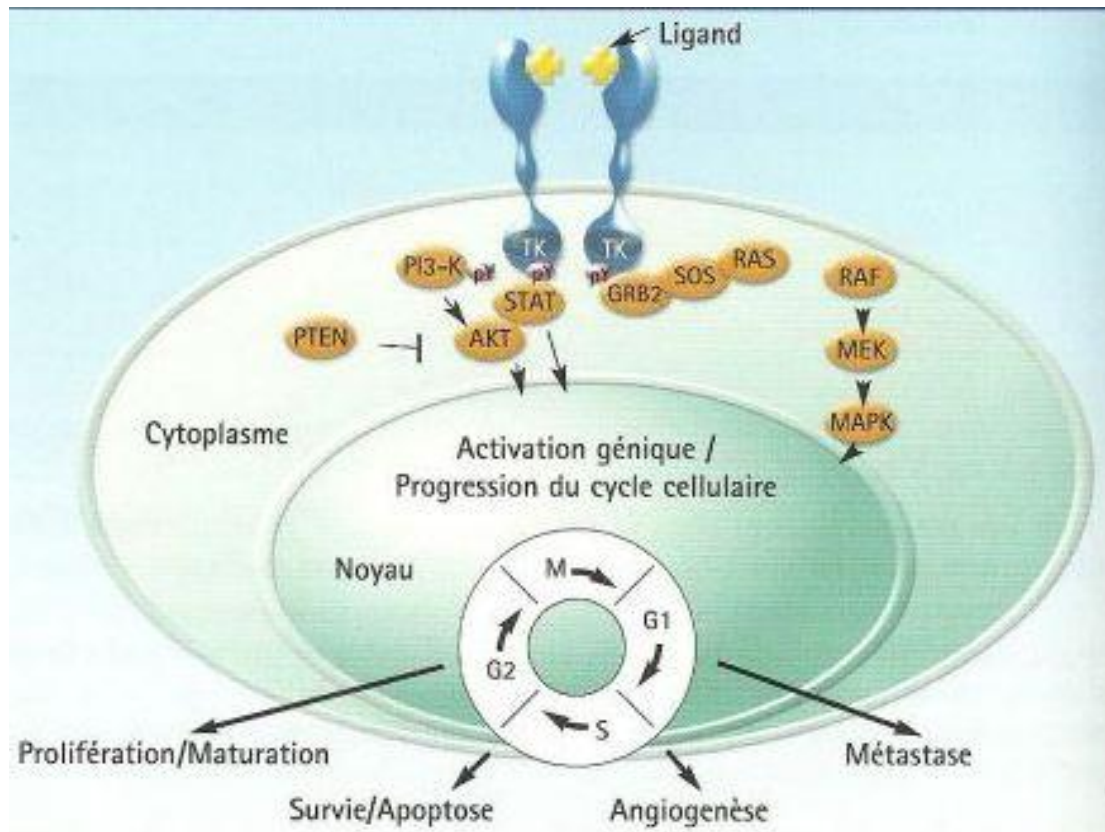 Ligand
TK
TK
PI3-K
pY
pY
pY
STAT
GRB2
SOS
RAS
RAF
PTEN
AKT
MEK
MAPK
Cytoplasme
Activation génique /
Progression du cycle cellulaire
Noyau
M
G1
G2
S
Prolifération/Maturation
Métastase
Survie/Apoptose
Angiogenèse